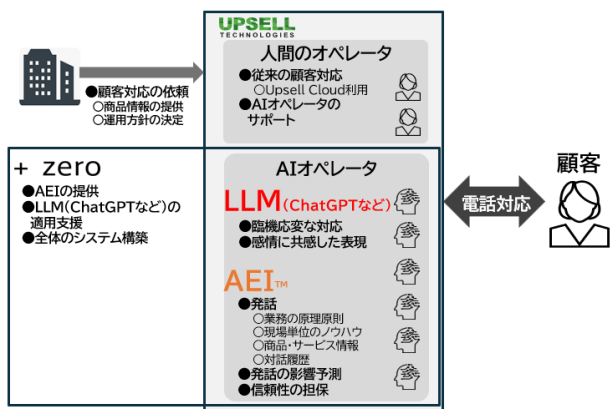 UPSELL
TECHNOLOGIES
人間のオペレータ
●従来の顧客対応
○Upsell Cloud利用
●AIオペレータの
サポート
●顧客対応の依頼
○商品情報の提供
○運用方針の決定
+ zero
●AEIの提供
●LLM(ChatGPTなど)の
適用支援
●全体のシステム構築
AIオペレータ
LLM(ChatGPTなど)
●臨機応変な対応
●感情に共感した表現
AEI™
●発話
○業務の原理原則
○現場単位のノウハウ
○商品・サービス情報
○対話履歴
●発話の影響予測
●信頼性の担保
電話対応
顧客